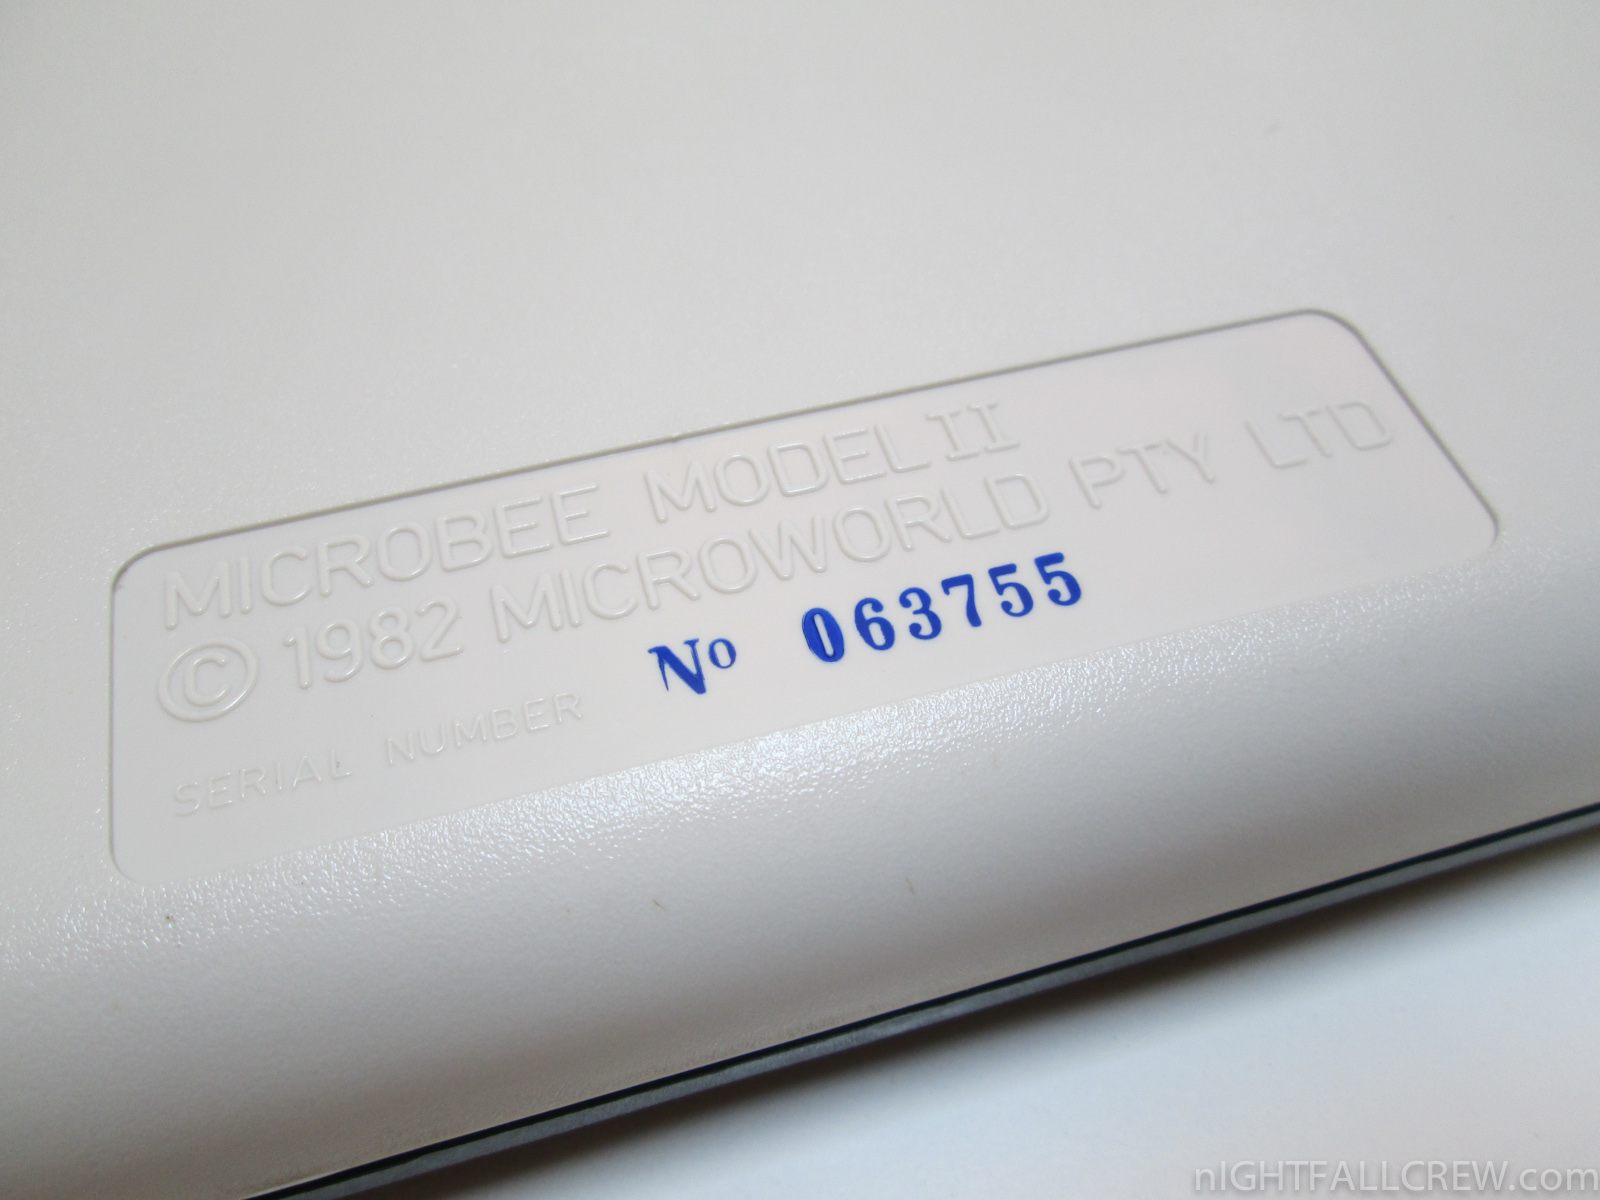 MICROBEE MODEL II
© 1982 MICROWORLD PTY LTD
SERIAL NUMBER Nº 063755
nIGHTFALLCREW.com